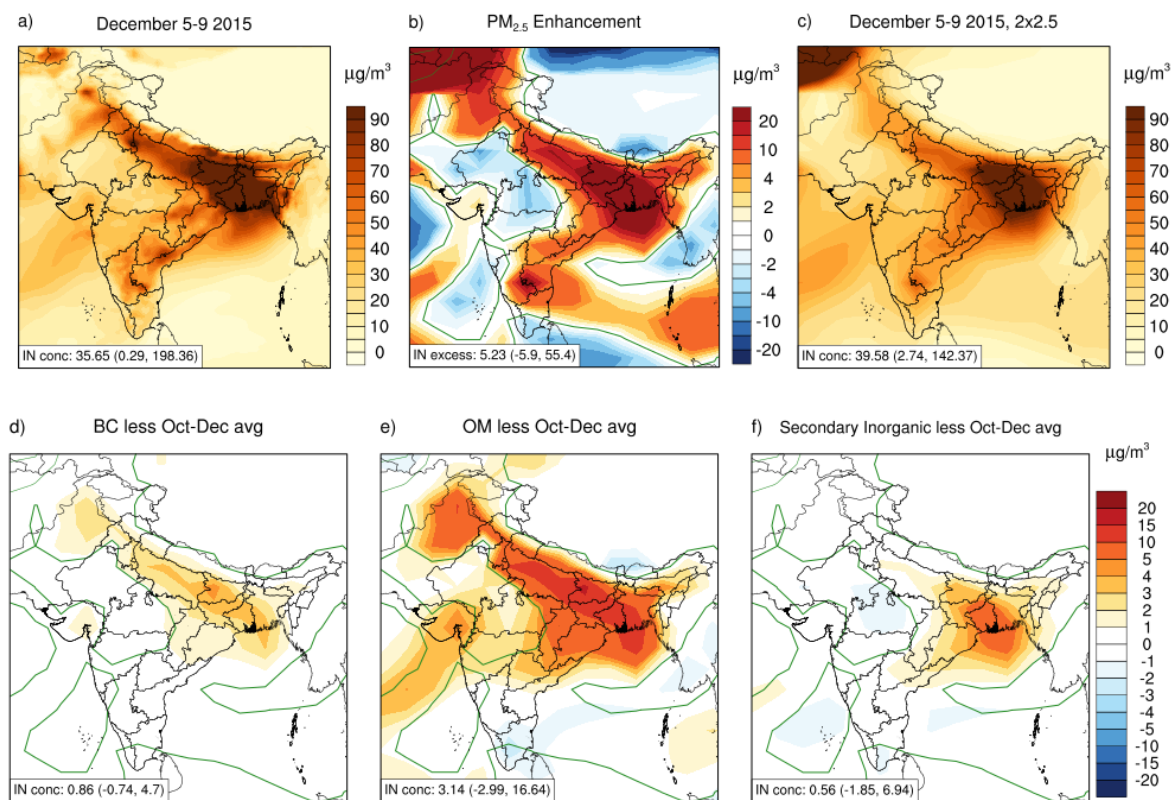 a) December 5-9 2015
μg/m³
90
80
70
60
50
40
30
20
10
0
IN conc: 35.65 (0.29, 198.36)
b) PM₂.₅ Enhancement
μg/m³
20
10
4
2
0
-2
-4
-10
-20
IN excess: 5.23 (-5.9, 55.4)
c) December 5-9 2015, 2x2.5
μg/m³
90
80
70
60
50
40
30
20
10
0
IN conc: 39.58 (2.74, 142.37)
d) BC less Oct-Dec avg
IN conc: 0.86 (-0.74, 4.7)
e) OM less Oct-Dec avg
IN conc: 3.14 (-2.99, 16.64)
f) Secondary Inorganic less Oct-Dec avg
μg/m³
20
15
10
5
4
3
2
1
0
-1
-2
-3
-4
-5
-10
-15
-20
IN conc: 0.56 (-1.85, 6.94)